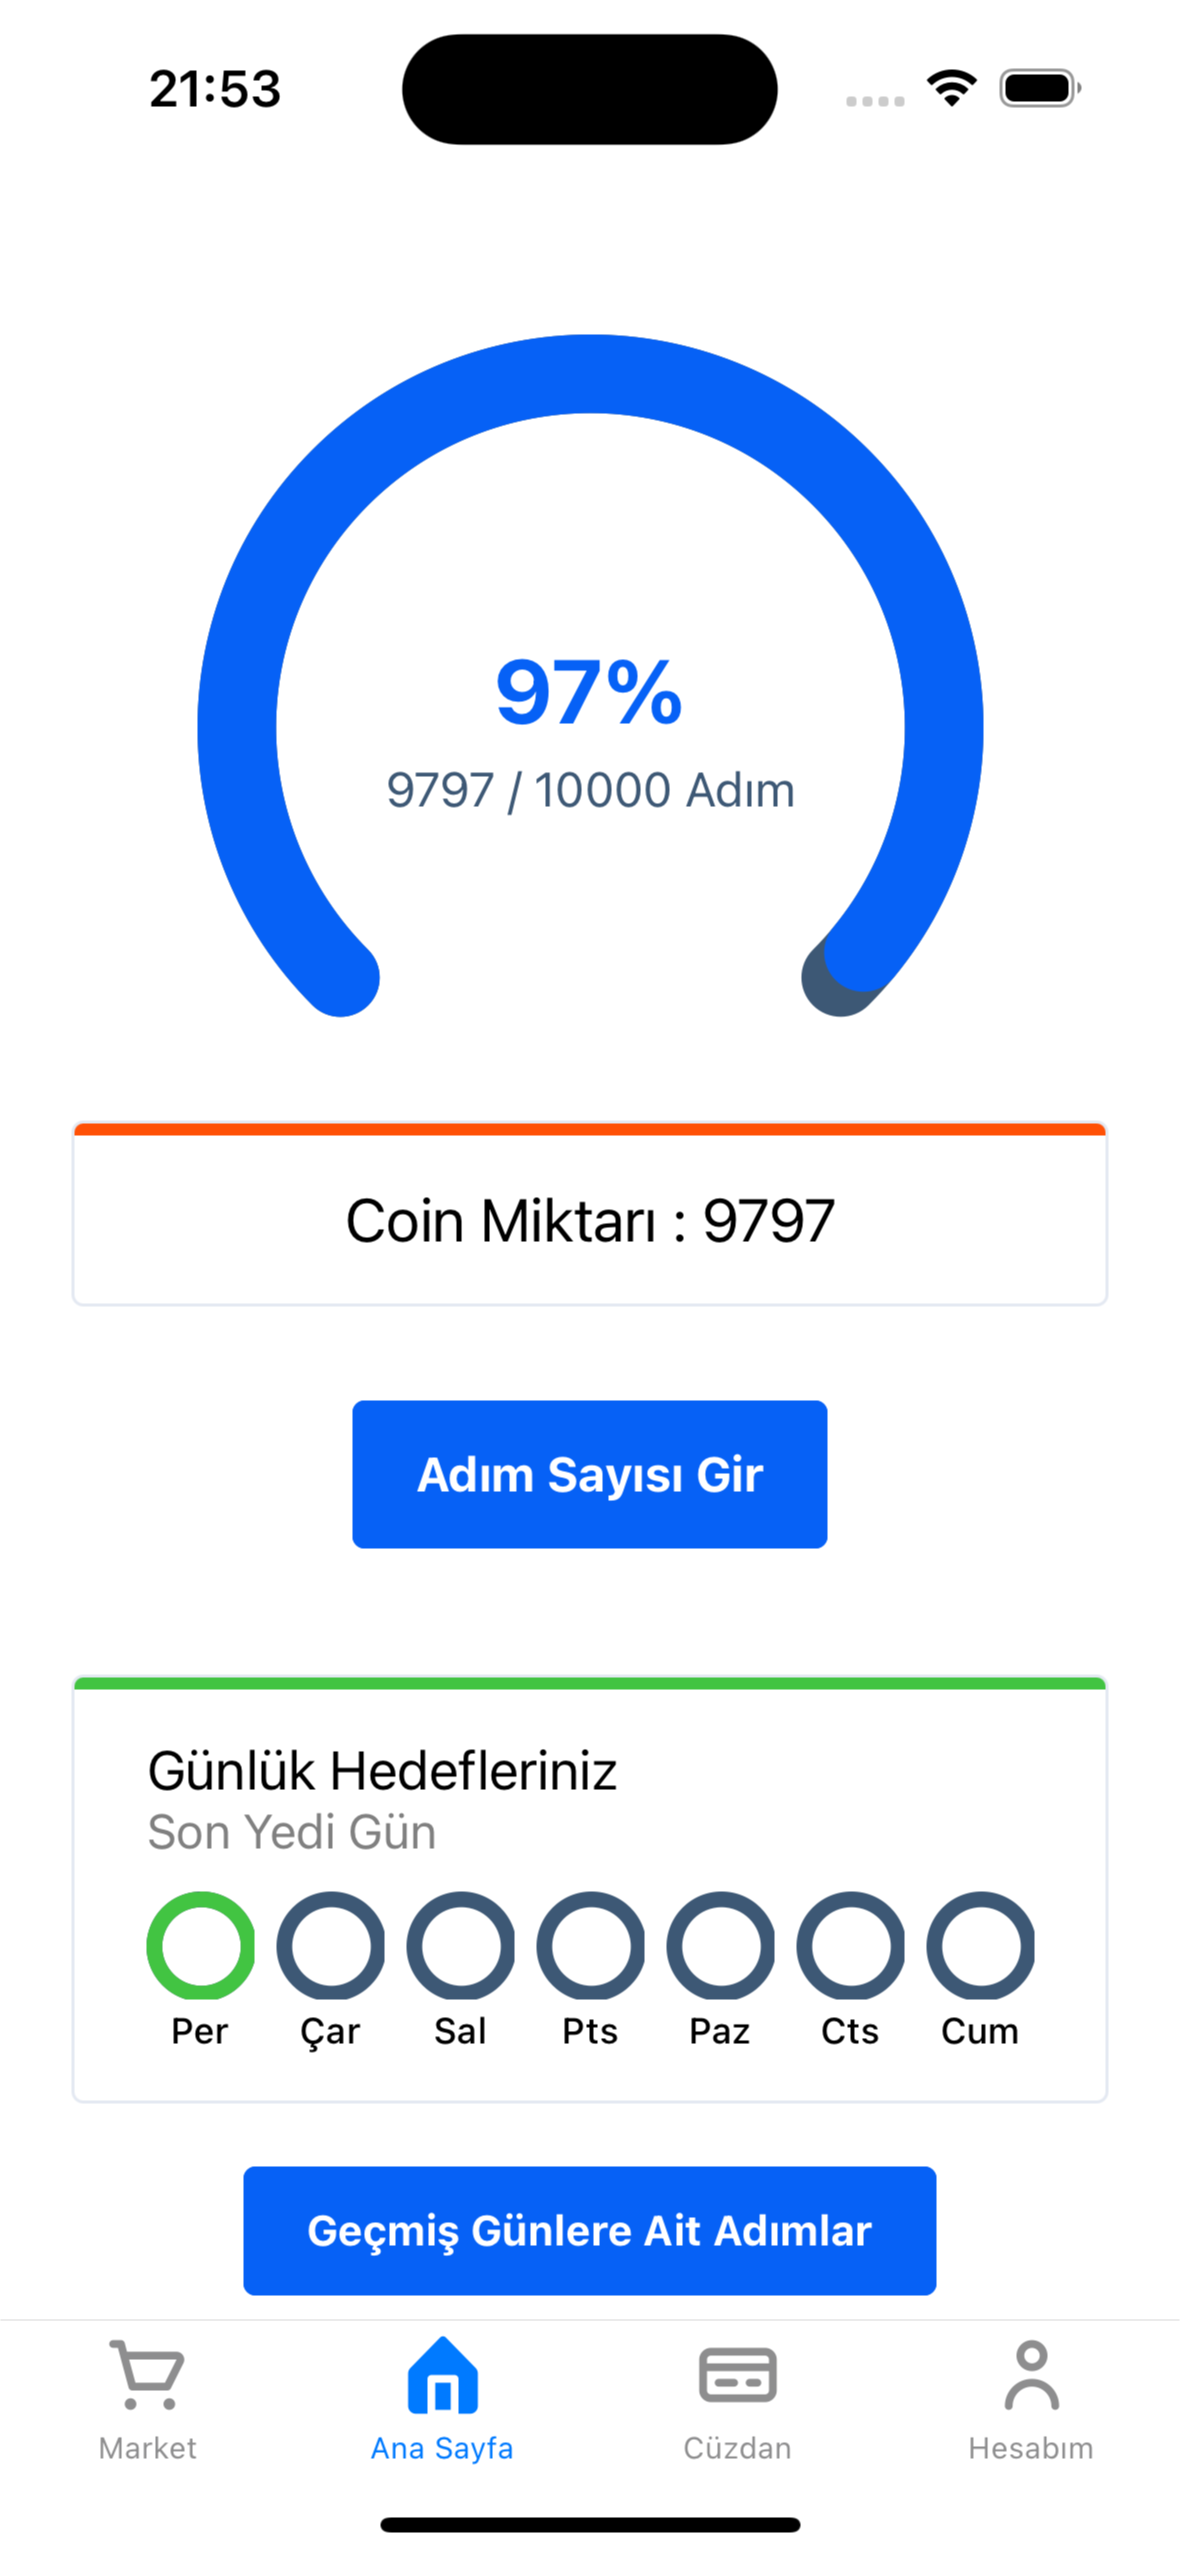 21:53
97%
9797 / 10000 Adım
Coin Miktarı : 9797
Adım Sayısı Gir
Günlük Hedefleriniz
Son Yedi Gün
Per Çar Sal Pts Paz Cts Cum
Geçmiş Günlere Ait Adımlar
Market Ana Sayfa Cüzdan Hesabım